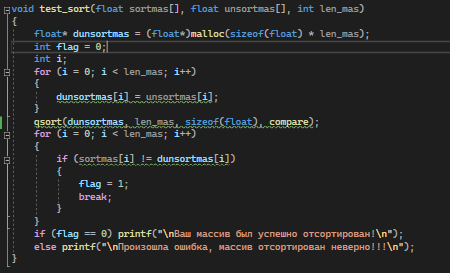 void test_sort(float sortmas[], float unsortmas[], int len_mas)
{
float* dunsortmas = (float*)malloc(sizeof(float) * len_mas);
int flag = 0;
int i;
for (i = 0; i < len_mas; i++)
{
dunsortmas[i] = unsortmas[i];
}
qsort(dunsortmas, len_mas, sizeof(float), compare);
for (i = 0; i < len_mas; i++)
{
if (sortmas[i] != dunsortmas[i])
{
flag = 1;
break;
}
}
if (flag == 0) printf("\nВаш массив был успешно отсортирован!\n");
else printf("\nПроизошла ошибка, массив отсортирован неверно!!!\n");
}